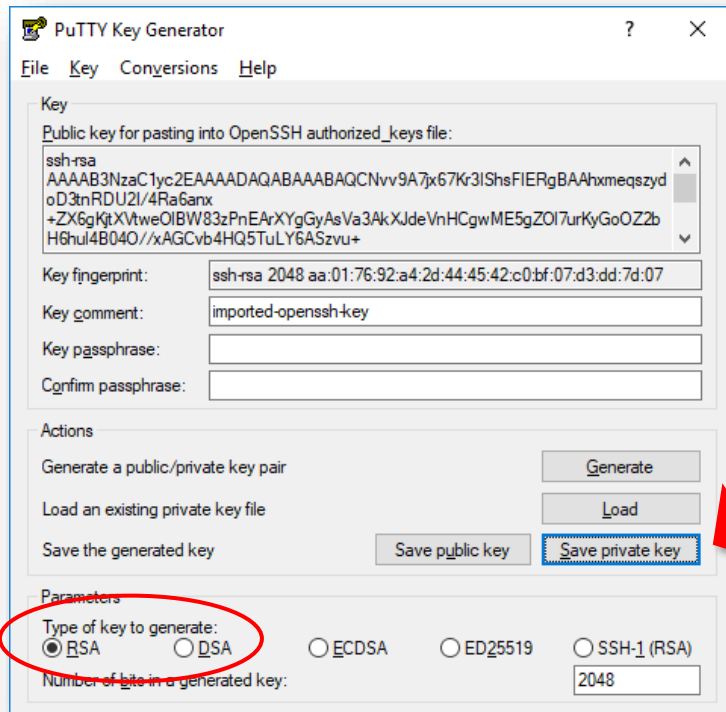 PuTTY Key Generator
File Key Conversions Help
Key
Public key for pasting into OpenSSH authorized_keys file:
ssh-rsa
AAAAB3NzaC1yc2EAAAADAQABAAABAQCNvv9A7jx67Kr3IShsFIERgBAAhxmeqszyd
oD3tnRDU2I/4Ra6anx
+ZX6gKjtXVtweOIBW83zPnEArXYgGyAsVa3AkXJdeVnHCgwME5gZOI7urKyGoOZ2b
H6huI4B04O//xAGCvb4HQ5TuLY6ASzvu+
Key fingerprint: ssh-rsa 2048 aa:01:76:92:a4:2d:44:45:42:c0:bf:07:d3:dd:7d:07
Key comment: imported-openssh-key
Key passphrase:
Confirm passphrase:
Actions
Generate a public/private key pair Generate
Load an existing private key file Load
Save the generated key Save public key Save private key
Parameters
Type of key to generate:
RSA DSA ECDSA ED25519 SSH-1 (RSA)
Number of bits in a generated key: 2048